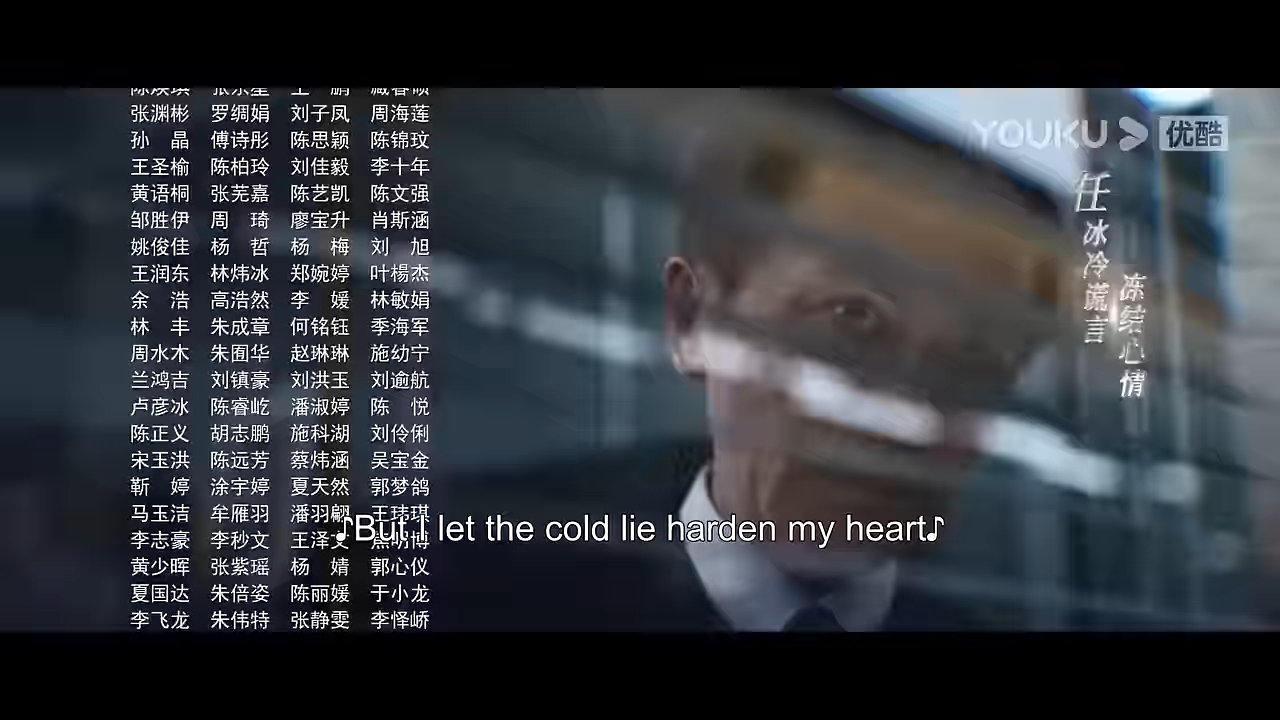 张渊彬 罗绸娟 刘子凤 周海莲
孙 晶 傅诗彤 陈思颖 陈锦玟
王圣榆 陈柏玲 刘佳毅 李十年
黄语桐 张芜嘉 陈艺凯 陈文强
邹胜伊 周 琦 廖宝升 肖斯涵
姚俊佳 杨 哲 杨 梅 刘 旭
王润东 林炜冰 郑婉婷 叶楊杰
余 浩 高浩然 李 媛 林敏娟
林 丰 朱成章 何铭钰 季海军
周水木 朱囿华 赵琳琳 施幼宁
兰鸿吉 刘镇豪 刘洪玉 刘逾航
卢彦冰 陈睿屹 潘淑婷 陈 悦
陈正义 胡志鹏 施科湖 刘伶俐
宋玉洪 陈远芳 蔡炜涵 吴宝金
靳 婷 涂宇婷 夏天然 郭梦鸽
马玉洁 牟雁羽 潘羽翩
李志豪 李秒文
黄少晖 张紫瑶 杨 婧 郭心仪
夏国达 朱倍姿 陈丽媛 于小龙
李飞龙 朱伟特 张静雯 李怿峤
YOUKU 优酷
任冰冷谎言
冻结心情
♪But I let the cold lie harden my heart♪